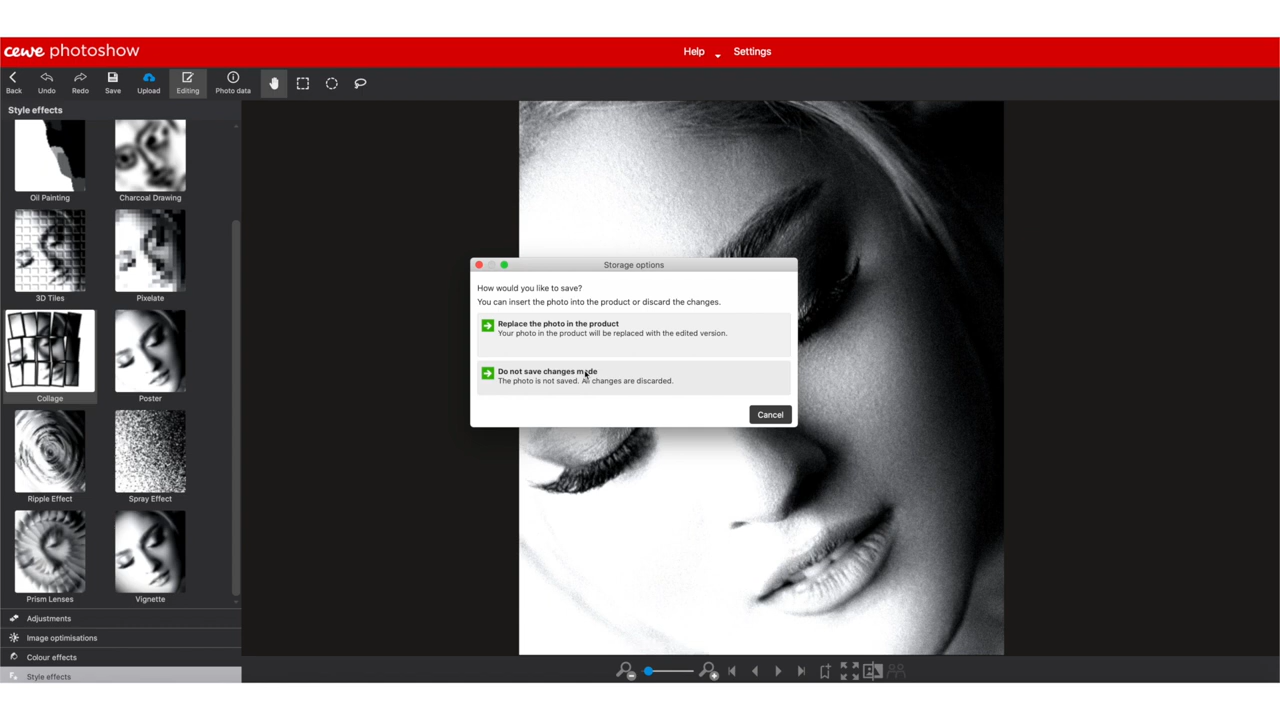 cewe photoshow
Help Settings
Back Undo Redo Save Upload Editing Photo data
Style effects
Oil Painting Charcoal Drawing
3D Tiles Pixelate
Collage Poster
Ripple Effect Spray Effect
Prism Lenses Vignette
Adjustments
Image optimisations
Colour effects
Style effects
Storage options
How would you like to save?
You can insert the photo into the product or discard the changes.
Replace the photo in the product
Your photo in the product will be replaced with the edited version.
Do not save changes made
The photo is not saved. All changes are discarded.
Cancel